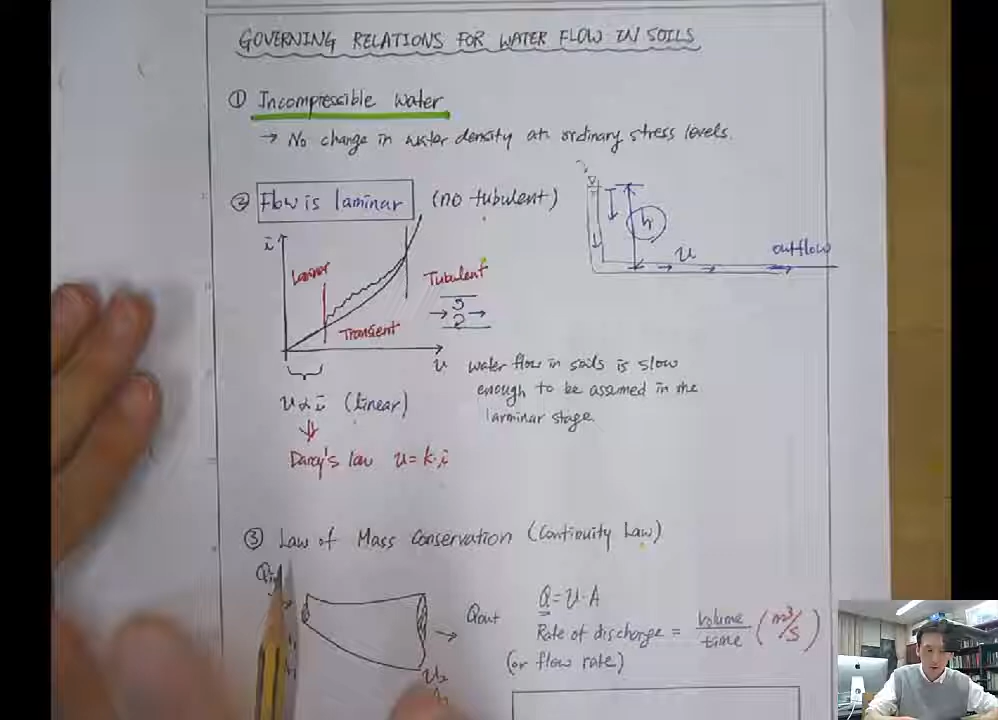 GOVERNING RELATIONS FOR WATER FLOW IN SOILS
① Incompressible water
→ No change in water density at ordinary stress levels.
② Flow is laminar (no tubulent)
i
h
u
outflow
Laminar
Tubulent
Transient
u
water flow in soils is slow
enough to be assumed in the
larminar stage.
u ∝ i (Linear)
Darcy's law u = k·i
③ Law of Mass Conservation (Continuity Law)
Qout
Q = u·A
Rate of discharge = volume/time (m³/s)
(or flow rate)
u₂